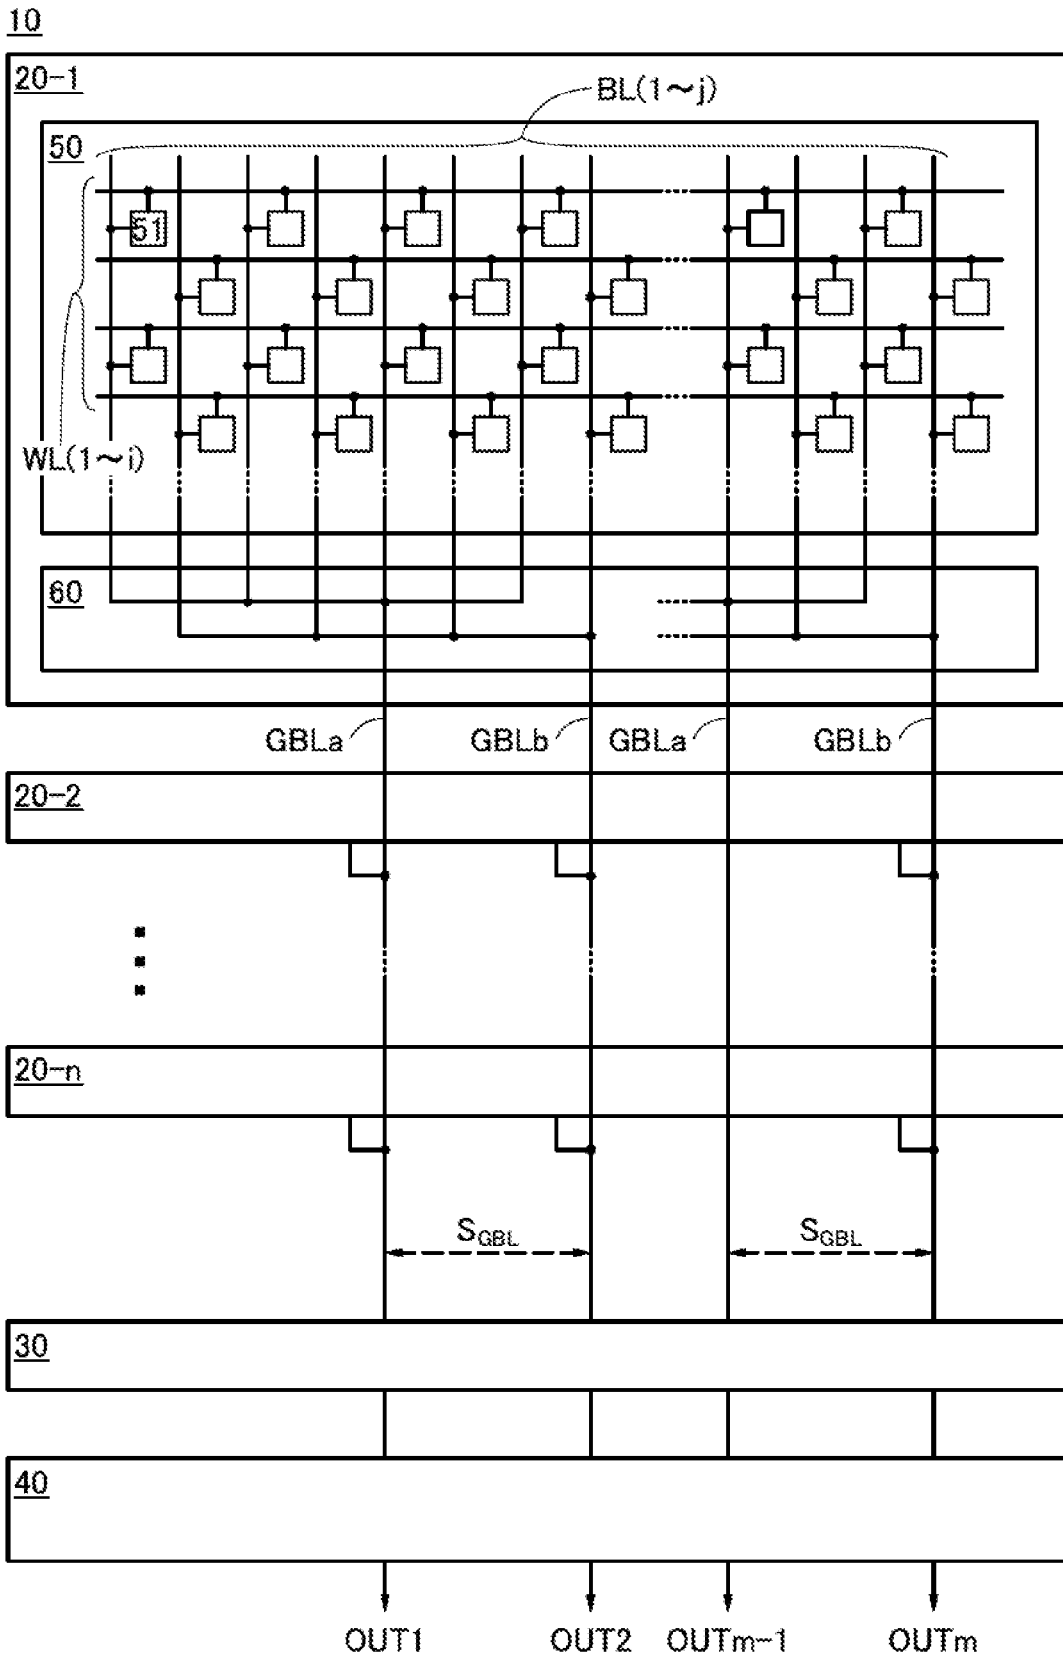 10
20-1
BL(1~j)
50
51
WL(1~i)
60
GBLa GBLb GBLa GBLb
20-2
20-n
SGBL SGBL
30
40
OUT1 OUT2 OUTm-1 OUTm